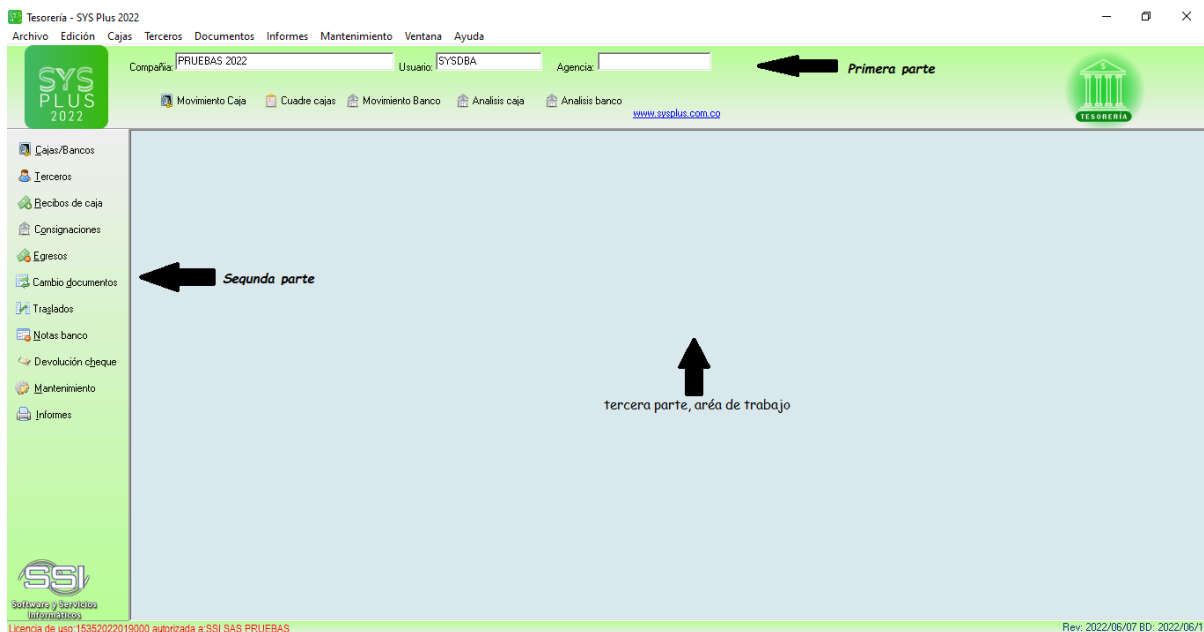 Tesorería - SYS Plus 2022
Archivo Edición Cajas Terceros Documentos Informes Mantenimiento Ventana Ayuda
SYS
PLUS
2022
Compañia: PRUEBAS 2022 Usuario: SYSDBA Agencia:
Primera parte
Movimiento Caja Cuadre cajas Movimiento Banco Analisis caja Analisis banco
www.sysplus.com.co
$
TESORERÍA
Cajas/Bancos
Terceros
Recibos de caja
Consignaciones
Egresos
Cambio documentos
Segunda parte
Traslados
Notas banco
Devolución cheque
Mantenimiento
Informes
tercera parte, aréa de trabajo
SSI
Software y Servicios
Informáticos
Licencia de uso:15352022019000 autorizada a:SSI SAS PRUEBAS
Rev: 2022/06/07 BD: 2022/06/1